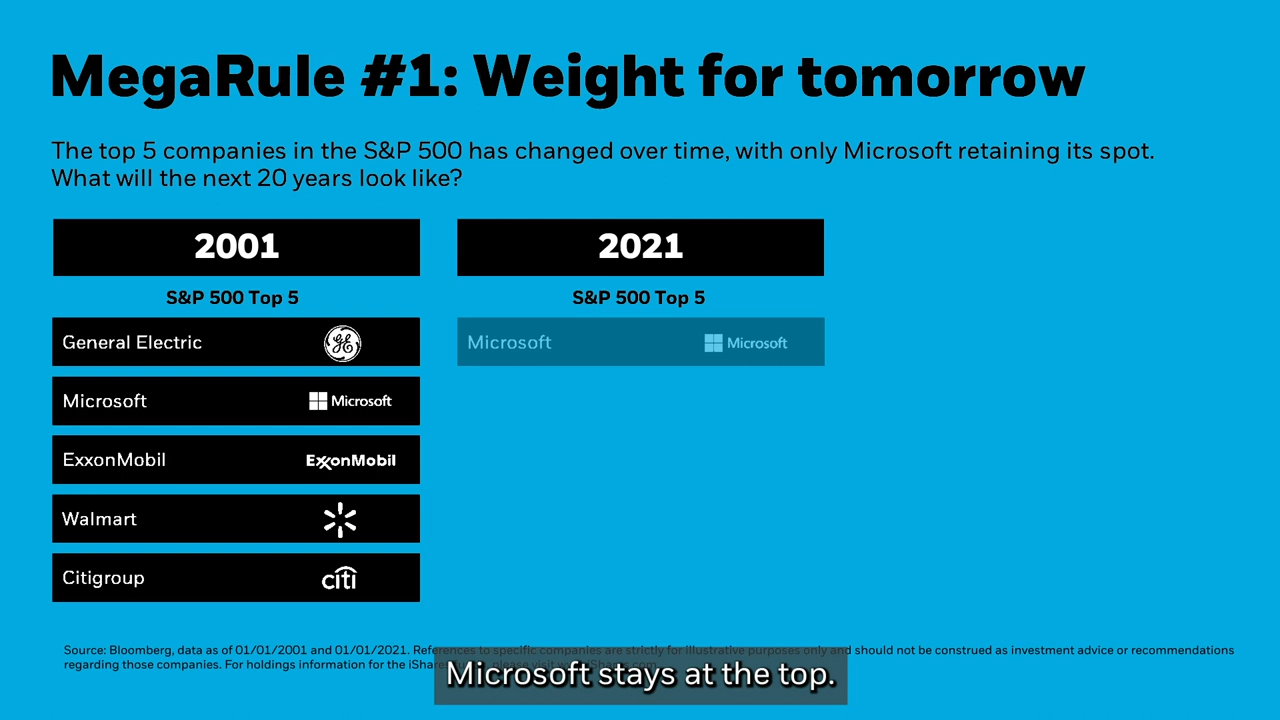 MegaRule #1: Weight for tomorrow
The top 5 companies in the S&P 500 has changed over time, with only Microsoft retaining its spot.
What will the next 20 years look like?
2001
2021
S&P 500 Top 5
S&P 500 Top 5
General Electric GE
Microsoft Microsoft
Microsoft Microsoft
ExxonMobil ExxonMobil
Walmart
Citigroup citi
Source: Bloomberg, data as of 01/01/2001 and 01/01/2021. References to specific companies are strictly for illustrative purposes only and should not be construed as investment advice or recommendations
regarding those companies. For holdings information for the
Microsoft stays at the top.